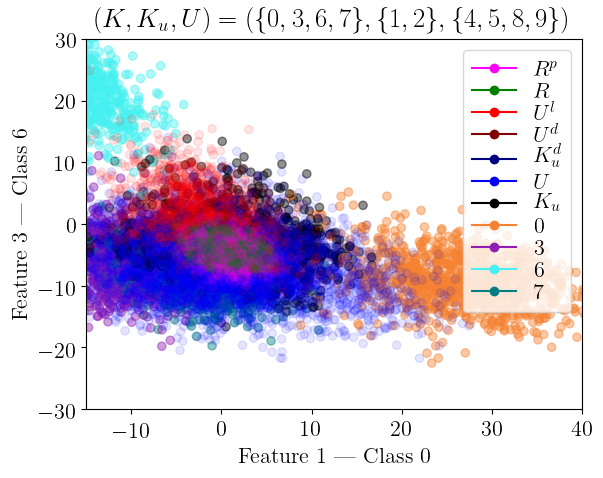 (K, K_u, U) = ({0, 3, 6, 7}, {1, 2}, {4, 5, 8, 9})
30
20
10
0
−10
−20
−30
Feature 3 — Class 6
R^p
R
U^l
U^d
K_u^d
U
K_u
0
3
6
7
−10
0
10
20
30
40
Feature 1 — Class 0